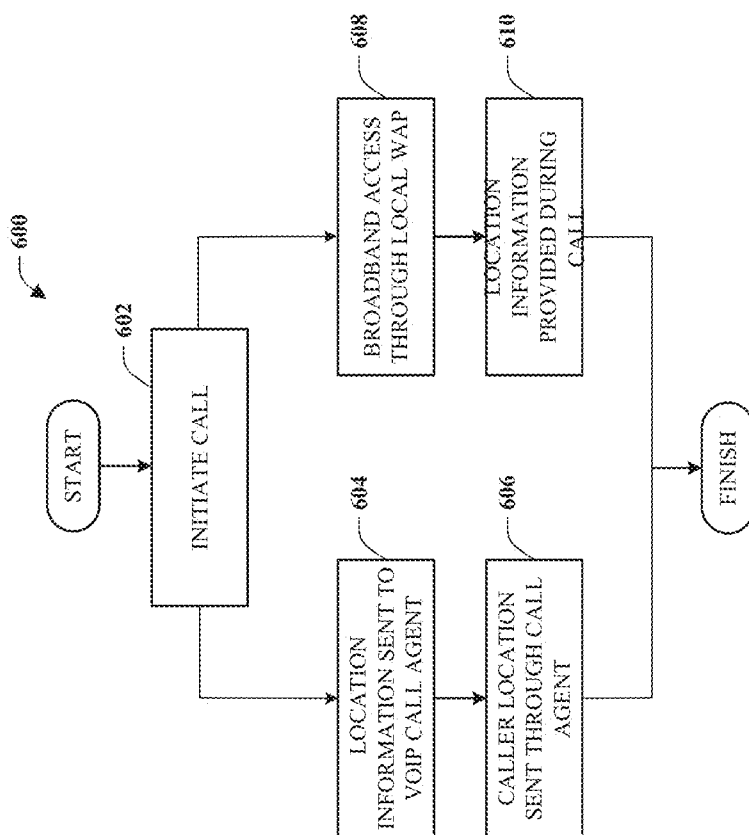 600
START
602
INITIATE CALL
604
LOCATION
INFORMATION SENT TO
VOIP CALL AGENT
606
CALLER LOCATION
SENT THROUGH CALL
AGENT
608
BROADBAND ACCESS
THROUGH LOCAL WAP
610
LOCATION
INFORMATION
PROVIDED DURING
CALL
FINISH